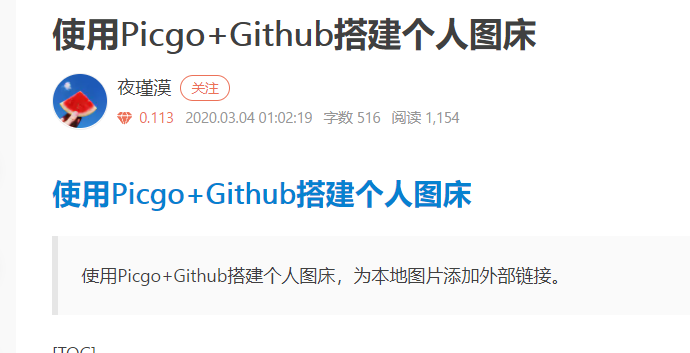 使用Picgo+Github搭建个人图床
夜瑾漠 关注
0.113 2020.03.04 01:02:19 字数 516 阅读 1,154
使用Picgo+Github搭建个人图床
使用Picgo+Github搭建个人图床，为本地图片添加外部链接。
[TOC]